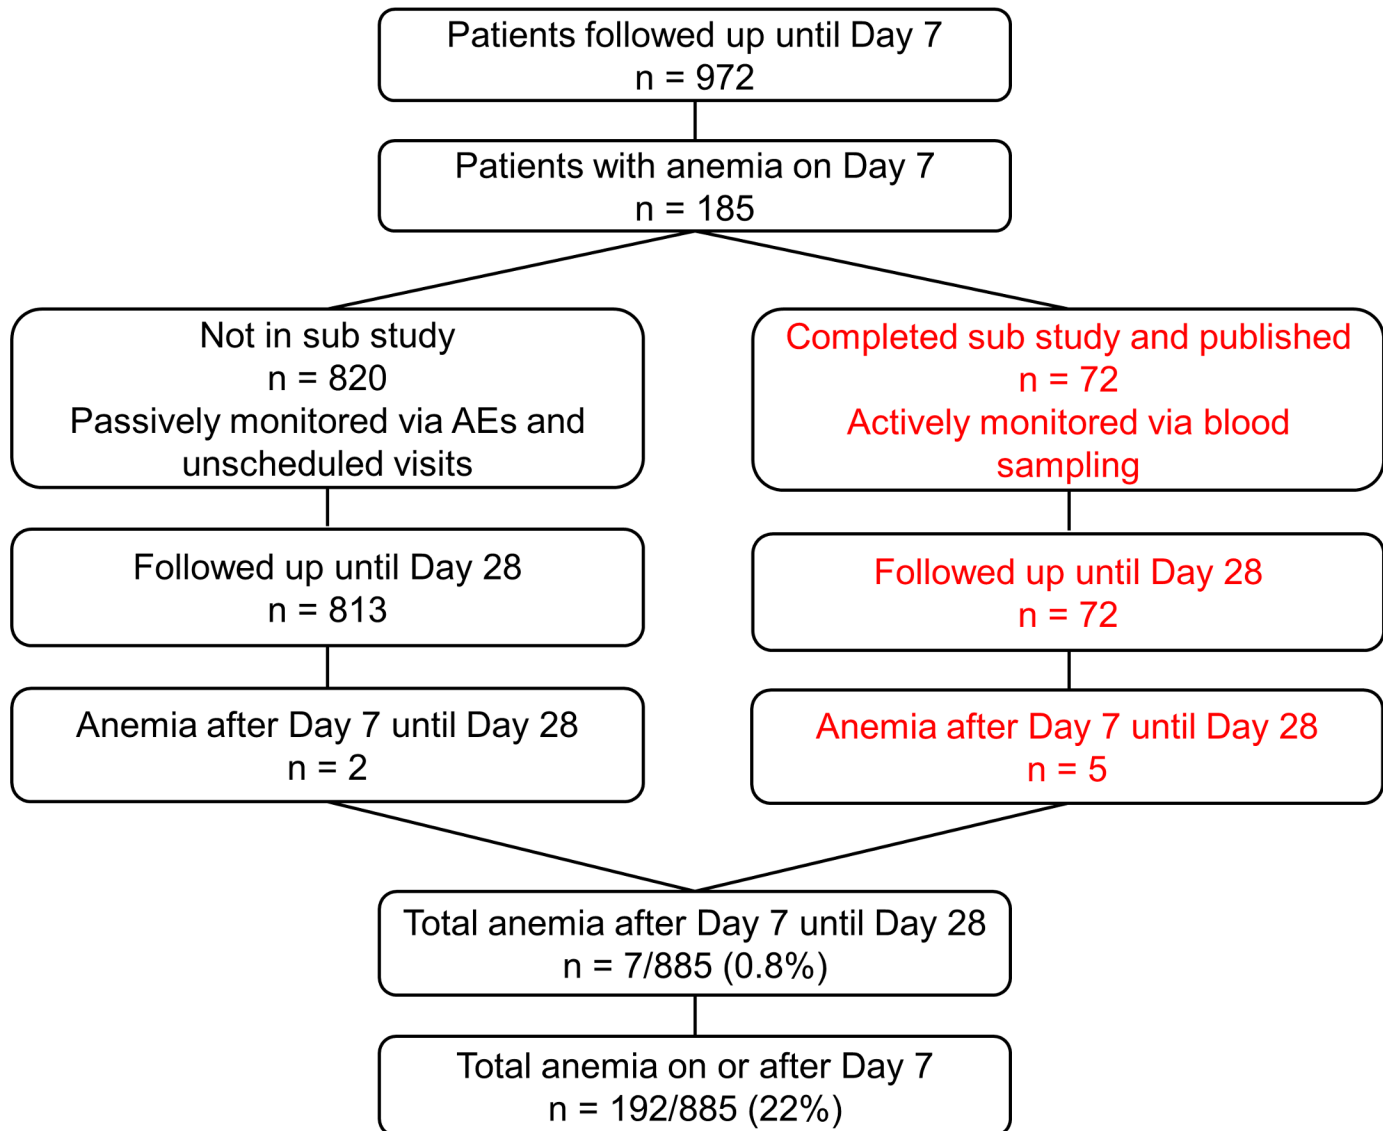 Patients followed up until Day 7
n = 972
Patients with anemia on Day 7
n = 185
Not in sub study
n = 820
Passively monitored via AEs and
unscheduled visits
Completed sub study and published
n = 72
Actively monitored via blood
sampling
Followed up until Day 28
n = 813
Followed up until Day 28
n = 72
Anemia after Day 7 until Day 28
n = 2
Anemia after Day 7 until Day 28
n = 5
Total anemia after Day 7 until Day 28
n = 7/885 (0.8%)
Total anemia on or after Day 7
n = 192/885 (22%)